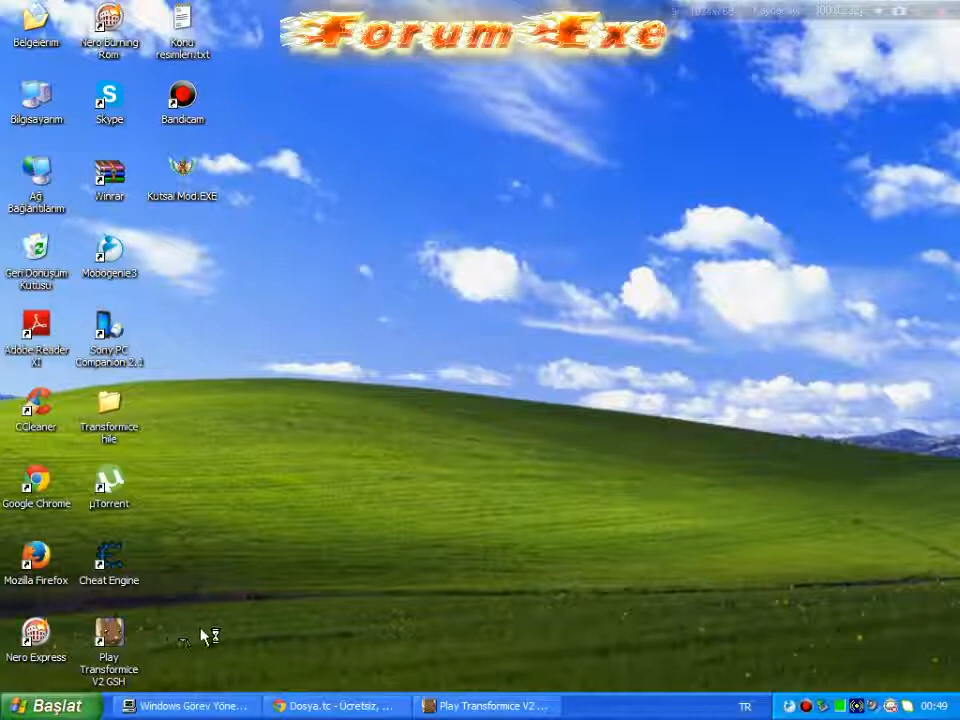 Forum Exe
Belgelerim
Nero Burning
Rom
Konu
resimleri.txt
Bilgisayarım
Skype
Bandicam
Ağ
Bağlantılarım
Winrar
Kutsal Mod.EXE
Geri Dönüşüm
Kutusu
Mobogenie3
Adobe Reader
XI
Sony PC
Companion 2.1
CCleaner
Transformice
hile
Google Chrome
µTorrent
Mozilla Firefox
Cheat Engine
Nero Express
Play
Transformice
V2 GSH
Başlat
Windows Görev Yöne...
Dosya.tc - Ücretsiz, ...
Play Transformice V2 ...
TR
00:49